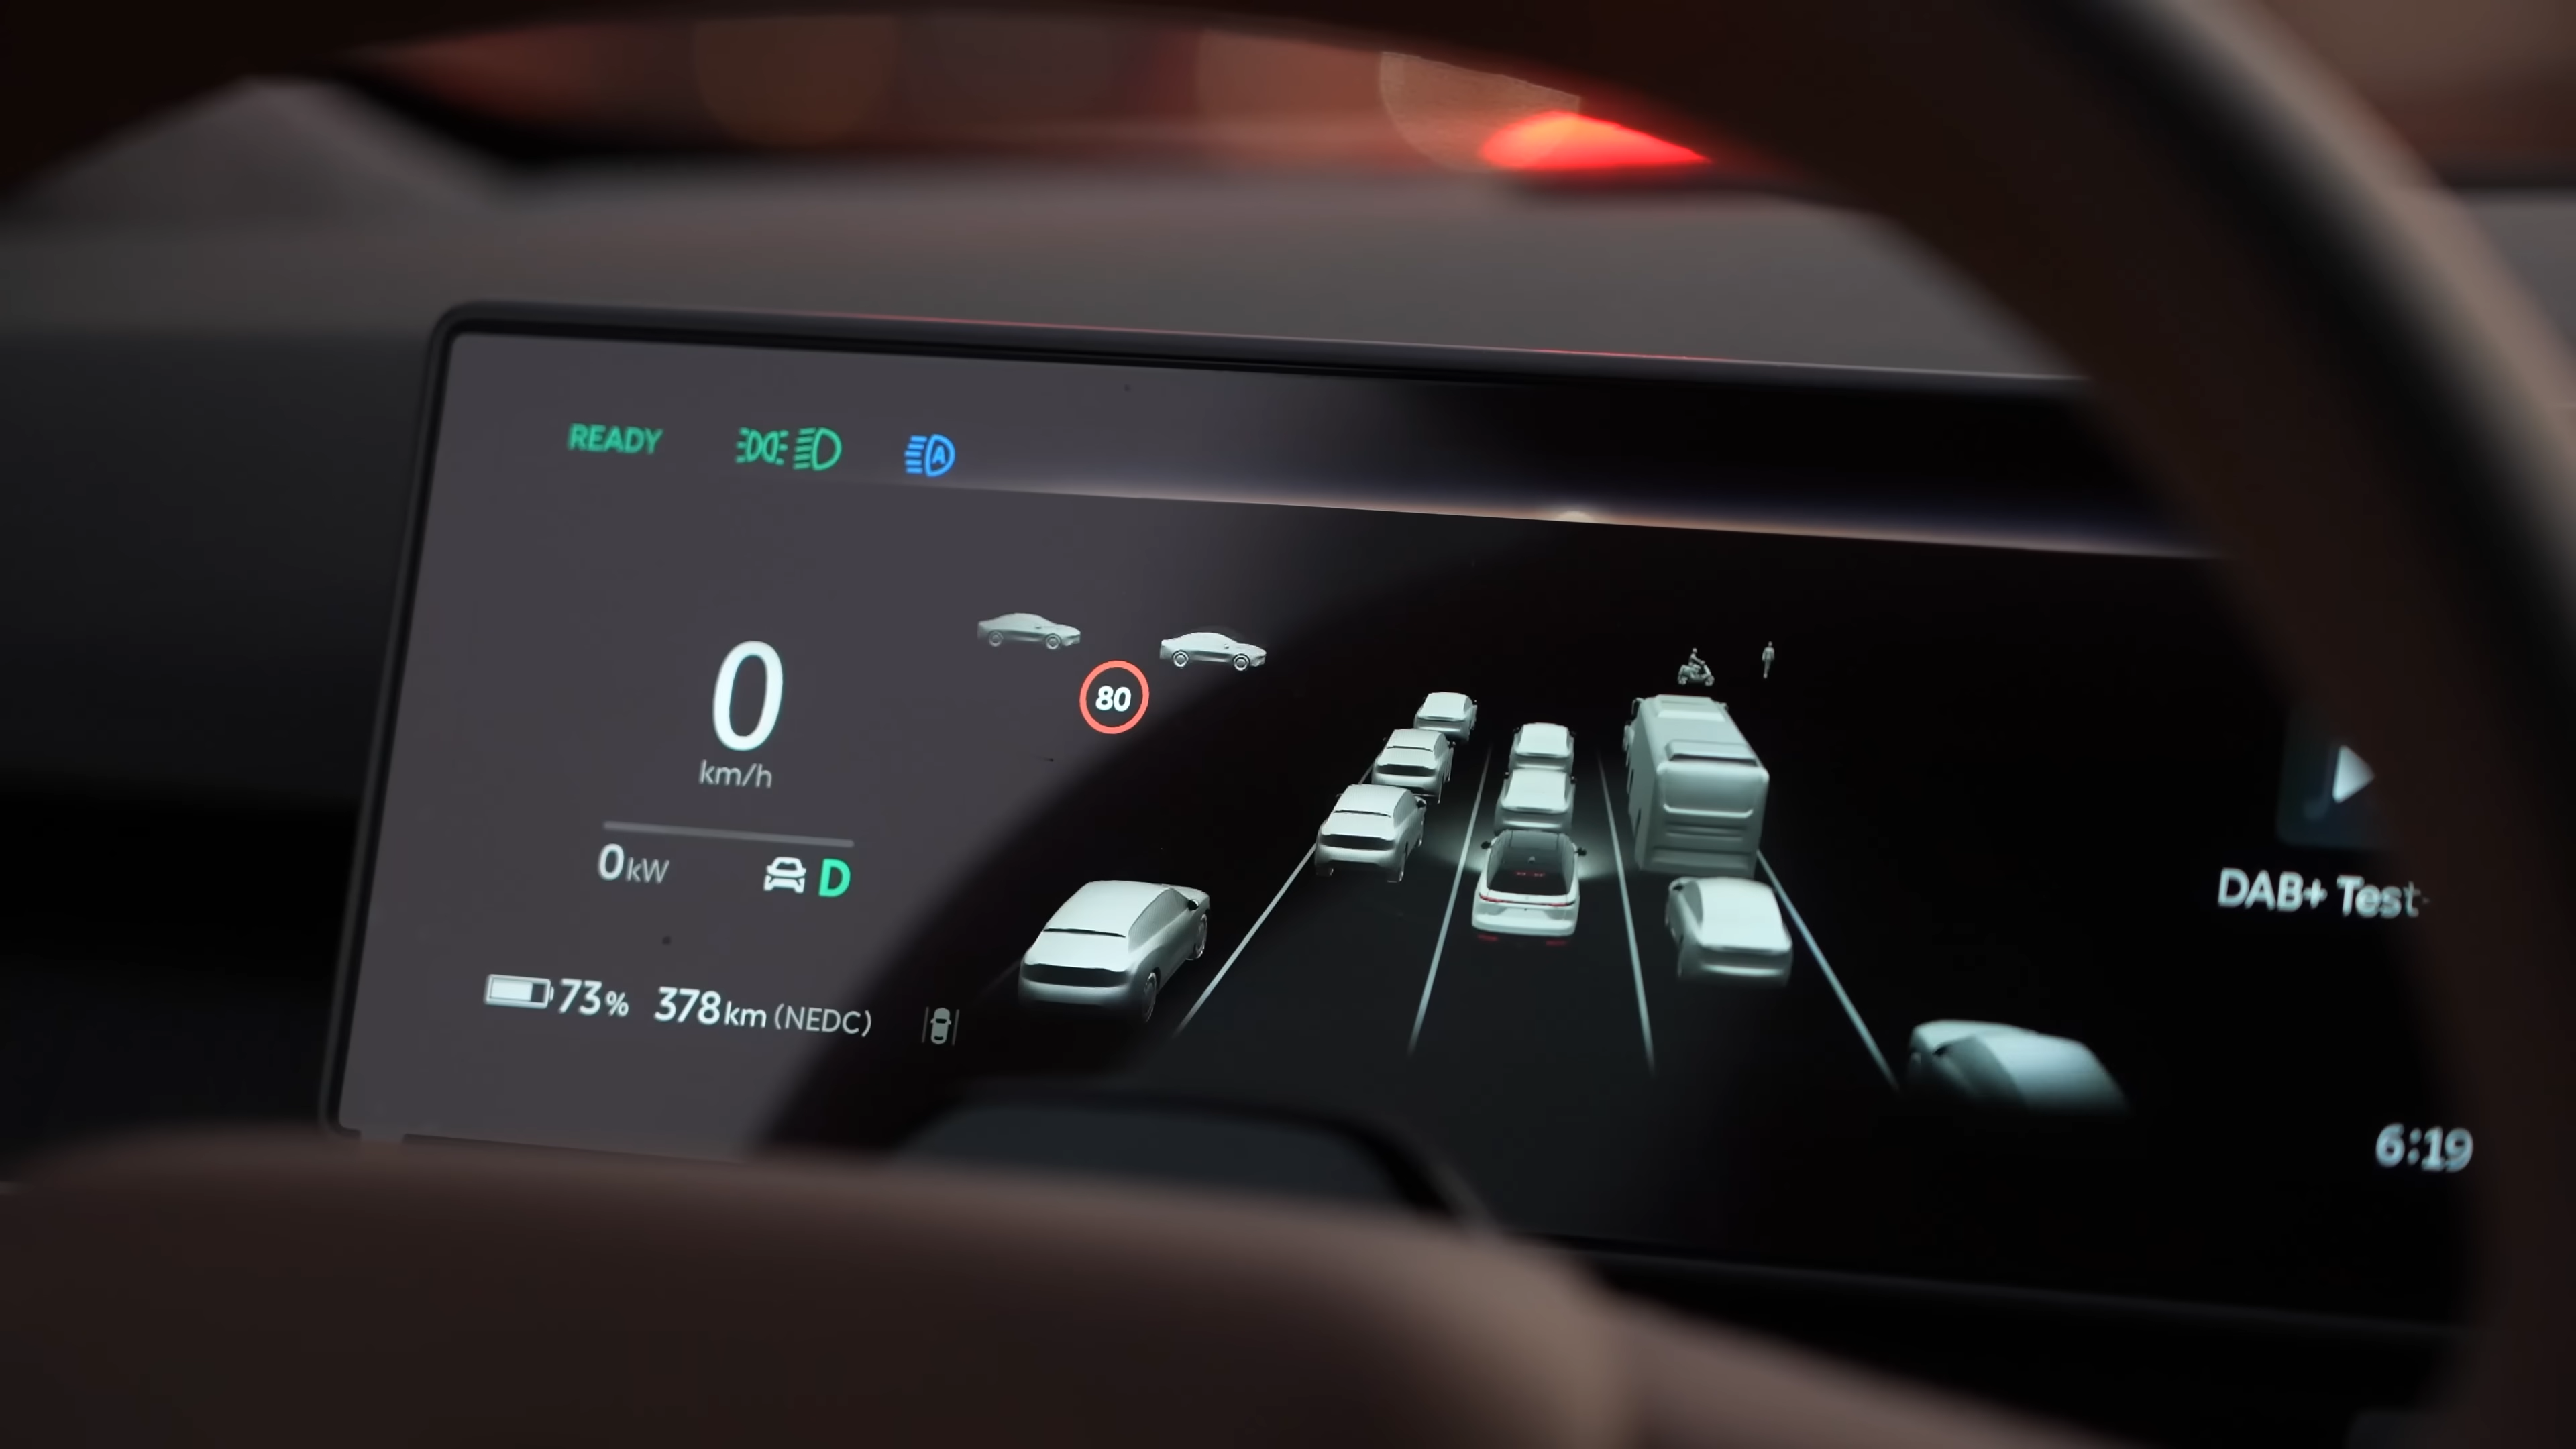 READY
A
80
0
km/h
0kW D
DAB+ Test
73% 378km (NEDC)
6:19